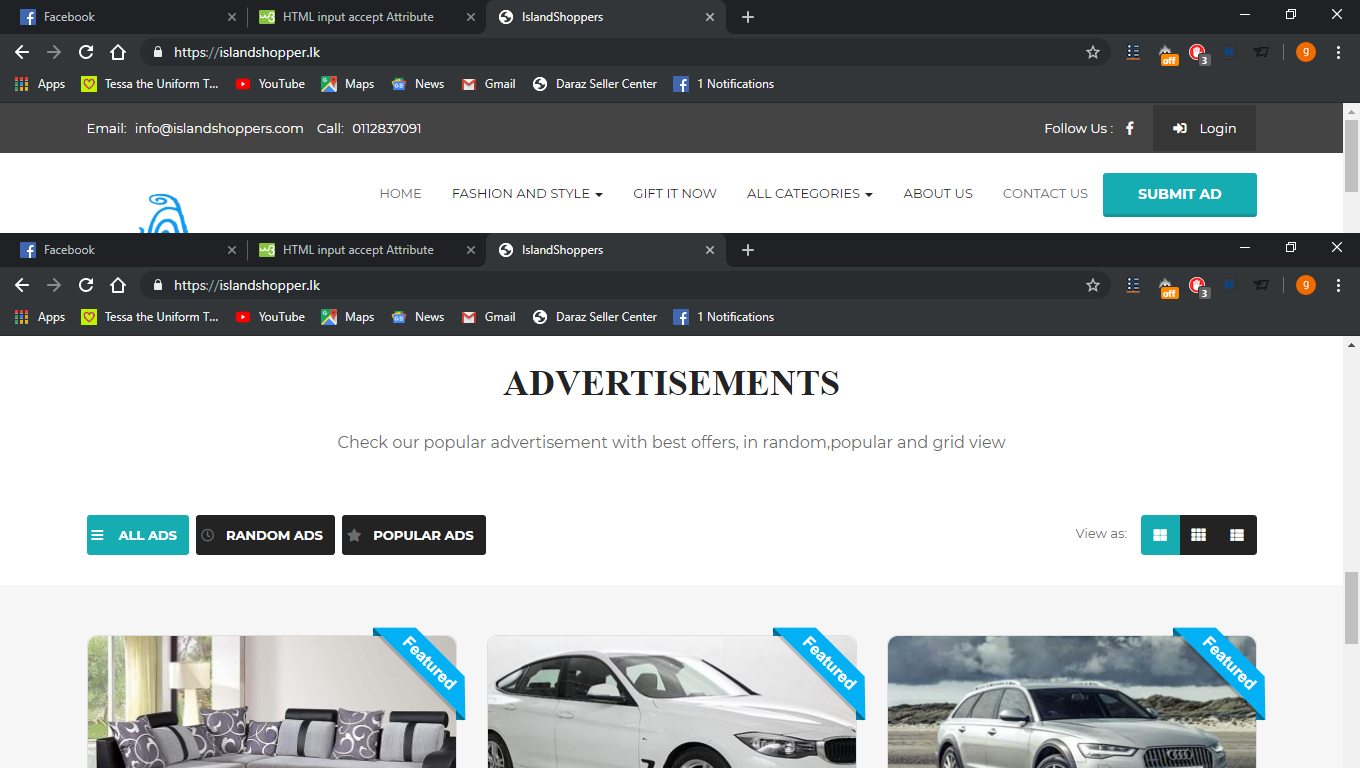 Facebook HTML input accept Attribute IslandShoppers
https://islandshopper.lk off 3 g
Apps Tessa the Uniform T... YouTube Maps News Gmail Daraz Seller Center 1 Notifications
Email: info@islandshoppers.com Call: 0112837091 Follow Us : Login
HOME FASHION AND STYLE GIFT IT NOW ALL CATEGORIES ABOUT US CONTACT US SUBMIT AD
Facebook HTML input accept Attribute IslandShoppers
https://islandshopper.lk off 3 g
Apps Tessa the Uniform T... YouTube Maps News Gmail Daraz Seller Center 1 Notifications
ADVERTISEMENTS
Check our popular advertisement with best offers, in random,popular and grid view
ALL ADS RANDOM ADS POPULAR ADS View as:
Featured Featured Featured